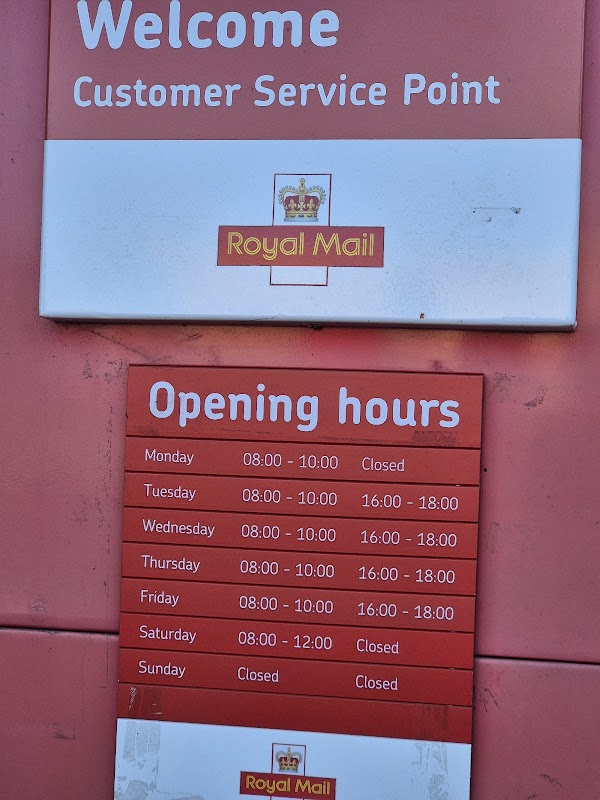 Welcome
Customer Service Point
Royal Mail
Opening hours
Monday 08:00 - 10:00 Closed
Tuesday 08:00 - 10:00 16:00 - 18:00
Wednesday 08:00 - 10:00 16:00 - 18:00
Thursday 08:00 - 10:00 16:00 - 18:00
Friday 08:00 - 10:00 16:00 - 18:00
Saturday 08:00 - 12:00 Closed
Sunday Closed Closed
Royal Mail